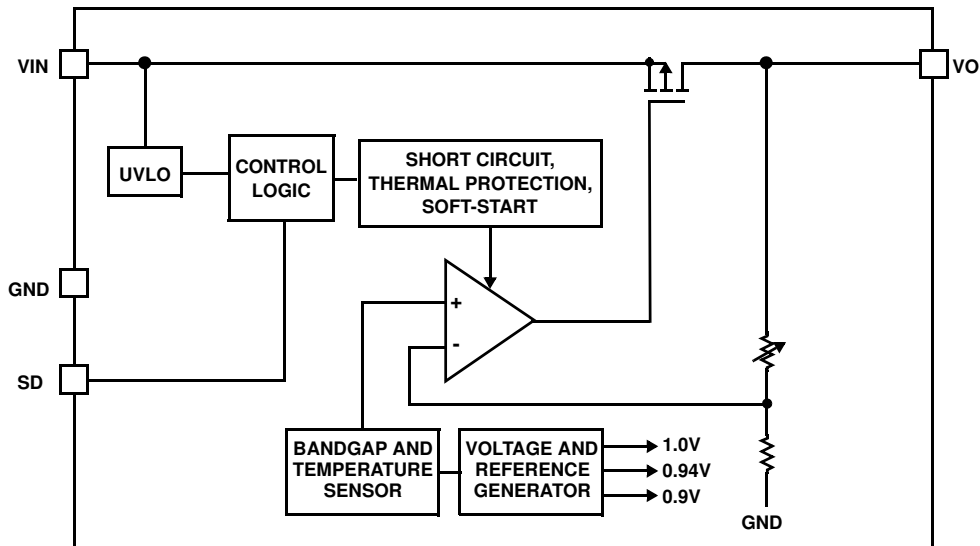 VIN
VO
UVLO
CONTROL
LOGIC
SHORT CIRCUIT,
THERMAL PROTECTION,
SOFT-START
GND
+
-
SD
BANDGAP AND
TEMPERATURE
SENSOR
VOLTAGE AND
REFERENCE
GENERATOR
1.0V
0.94V
0.9V
GND